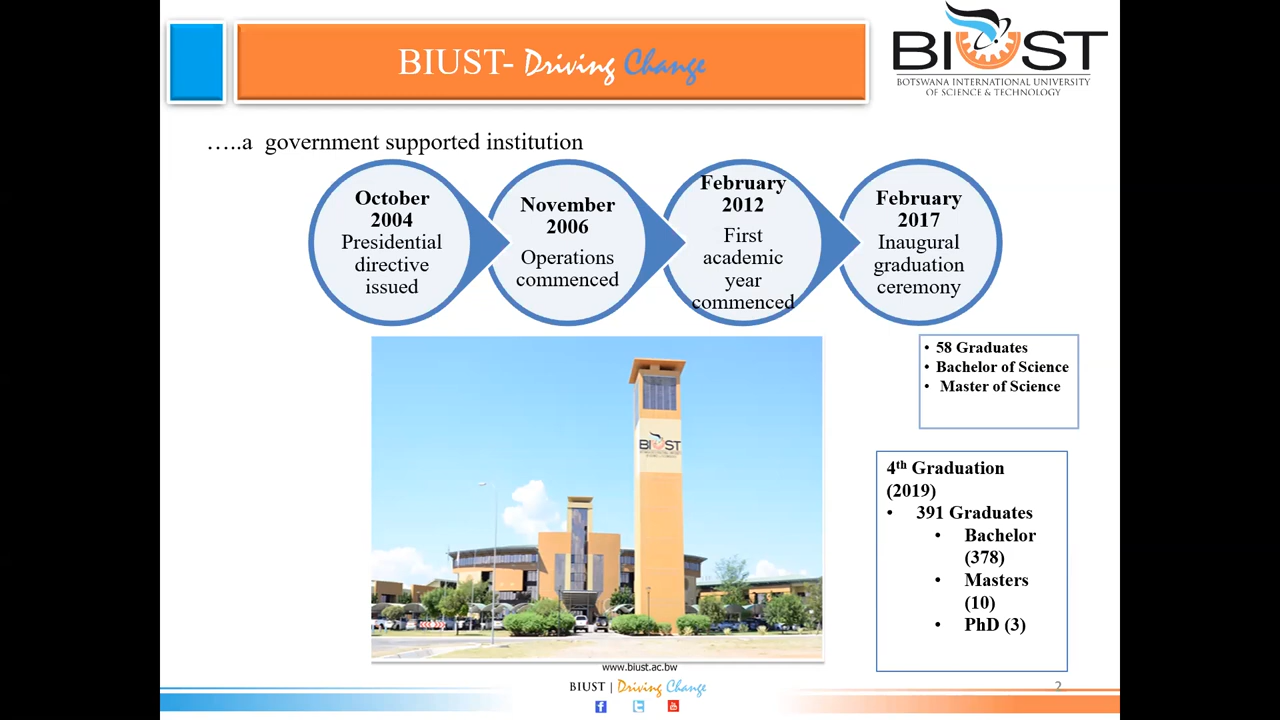 BIUST- Driving Change
BIUST
BOTSWANA INTERNATIONAL UNIVERSITY
OF SCIENCE & TECHNOLOGY
…..a government supported institution
October
2004
Presidential
directive
issued
November
2006
Operations
commenced
February
2012
First
academic
year
commenced
February
2017
Inaugural
graduation
ceremony
• 58 Graduates
• Bachelor of Science
• Master of Science
BIUST
4th Graduation
(2019)
• 391 Graduates
• Bachelor
(378)
• Masters
(10)
• PhD (3)
www.biust.ac.bw
BIUST | Driving Change
2